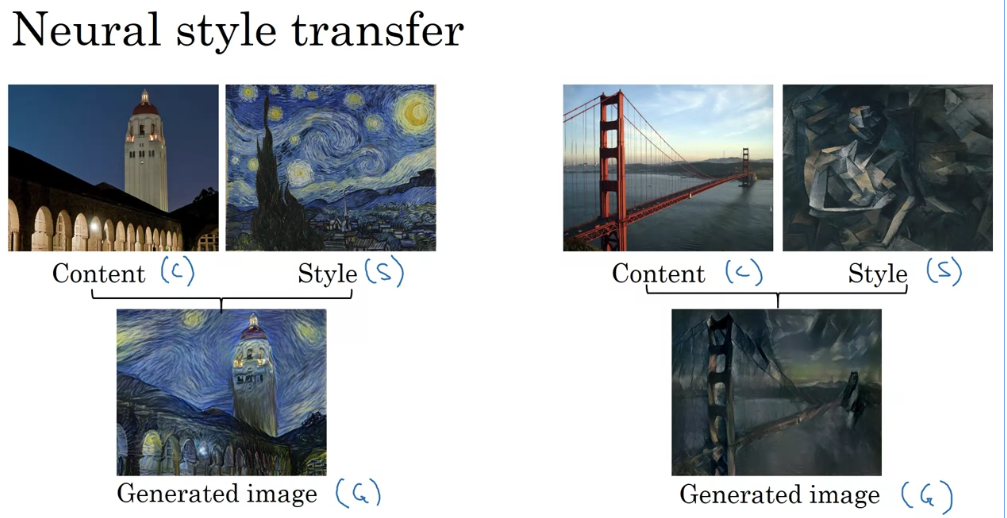 Neural style transfer
Content (C)
Style (S)
Content (C)
Style (S)
Generated image (G)
Generated image (G)